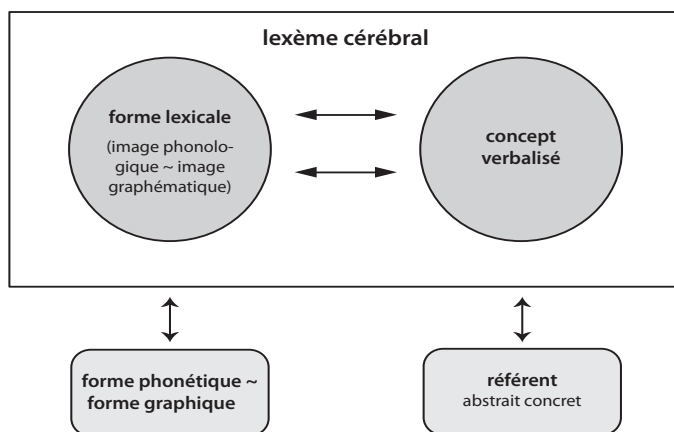 lexème cérébral
forme lexicale
(image phonolo-
gique ~ image
graphématique)
concept
verbalisé
forme phonétique ~
forme graphique
référent
abstrait concret